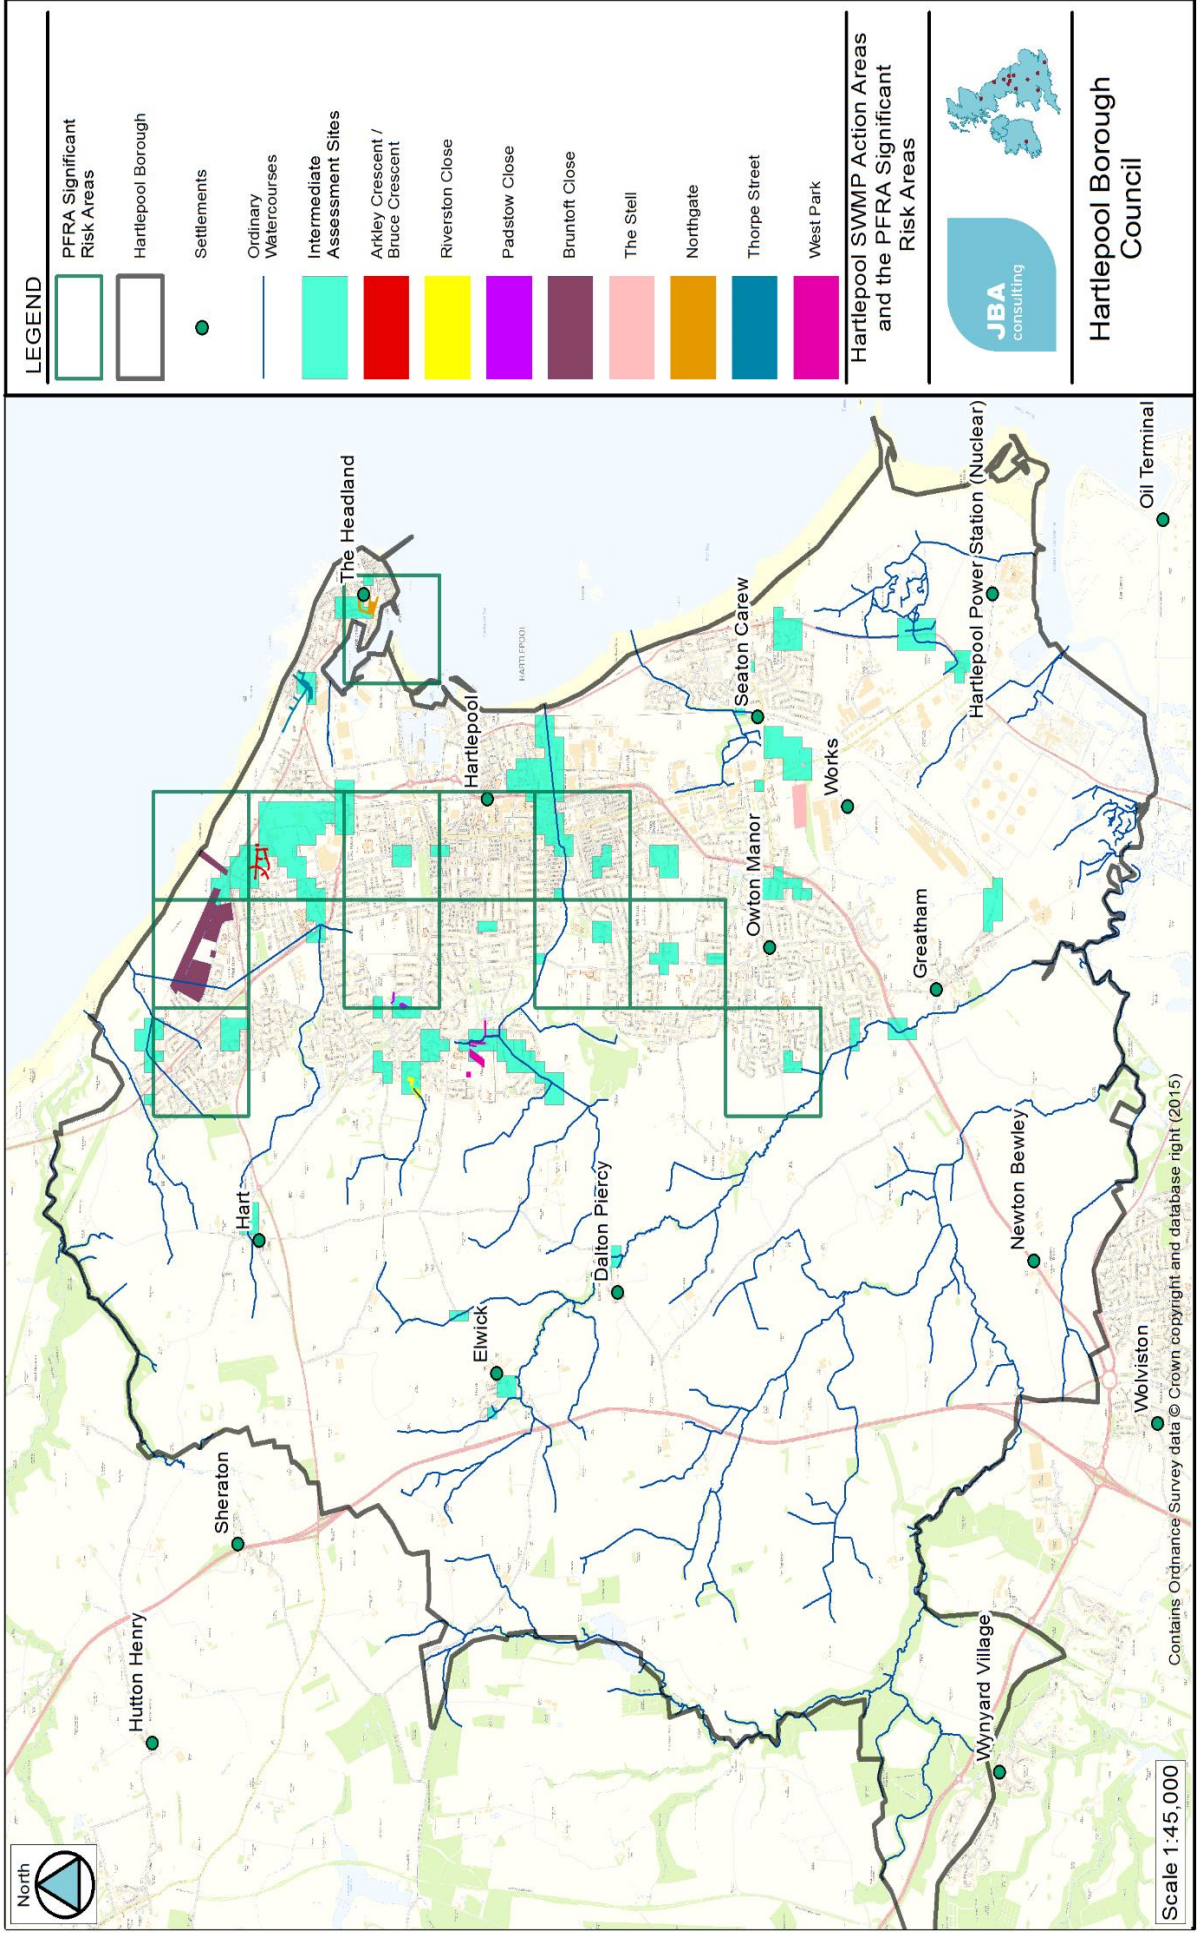 North
Hutton Henry
Sheraton
Hart
The Headland
Elwick
Hartlepool
HARTLEPOOL
Dalton Piercy
Owton Manor
Seaton Carew
Works
Greatham
Newton Bewley
Hartlepool Power Station (Nuclear)
Wynyard Village
Wolviston
Oil Terminal
Scale 1:45,000
Contains Ordnance Survey data © Crown copyright and database right (2015)
LEGEND
PFRA Significant
Risk Areas
Hartlepool Borough
Settlements
Ordinary
Watercourses
Intermediate
Assessment Sites
Arkley Crescent /
Bruce Crescent
Riverston Close
Padstow Close
Bruntoft Close
The Stell
Northgate
Thorpe Street
West Park
Hartlepool SWMP Action Areas
and the PFRA Significant
Risk Areas
JBA
consulting
Hartlepool Borough
Council